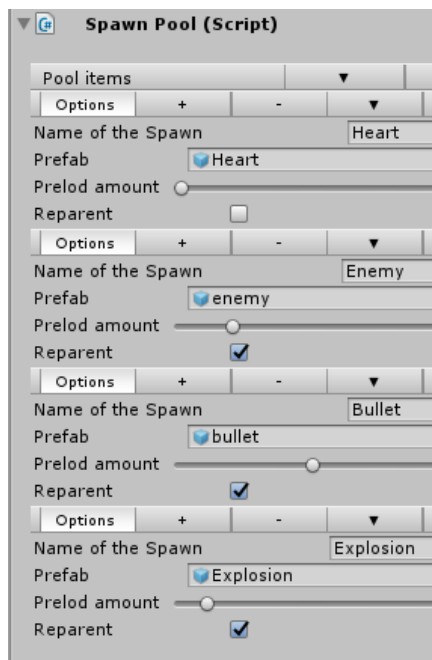 Spawn Pool (Script)
Pool items ▼
Options + - ▼
Name of the Spawn Heart
Prefab Heart
Prelod amount
Reparent
Options + - ▼
Name of the Spawn Enemy
Prefab enemy
Prelod amount
Reparent
Options + - ▼
Name of the Spawn Bullet
Prefab bullet
Prelod amount
Reparent
Options + - ▼
Name of the Spawn Explosion
Prefab Explosion
Prelod amount
Reparent